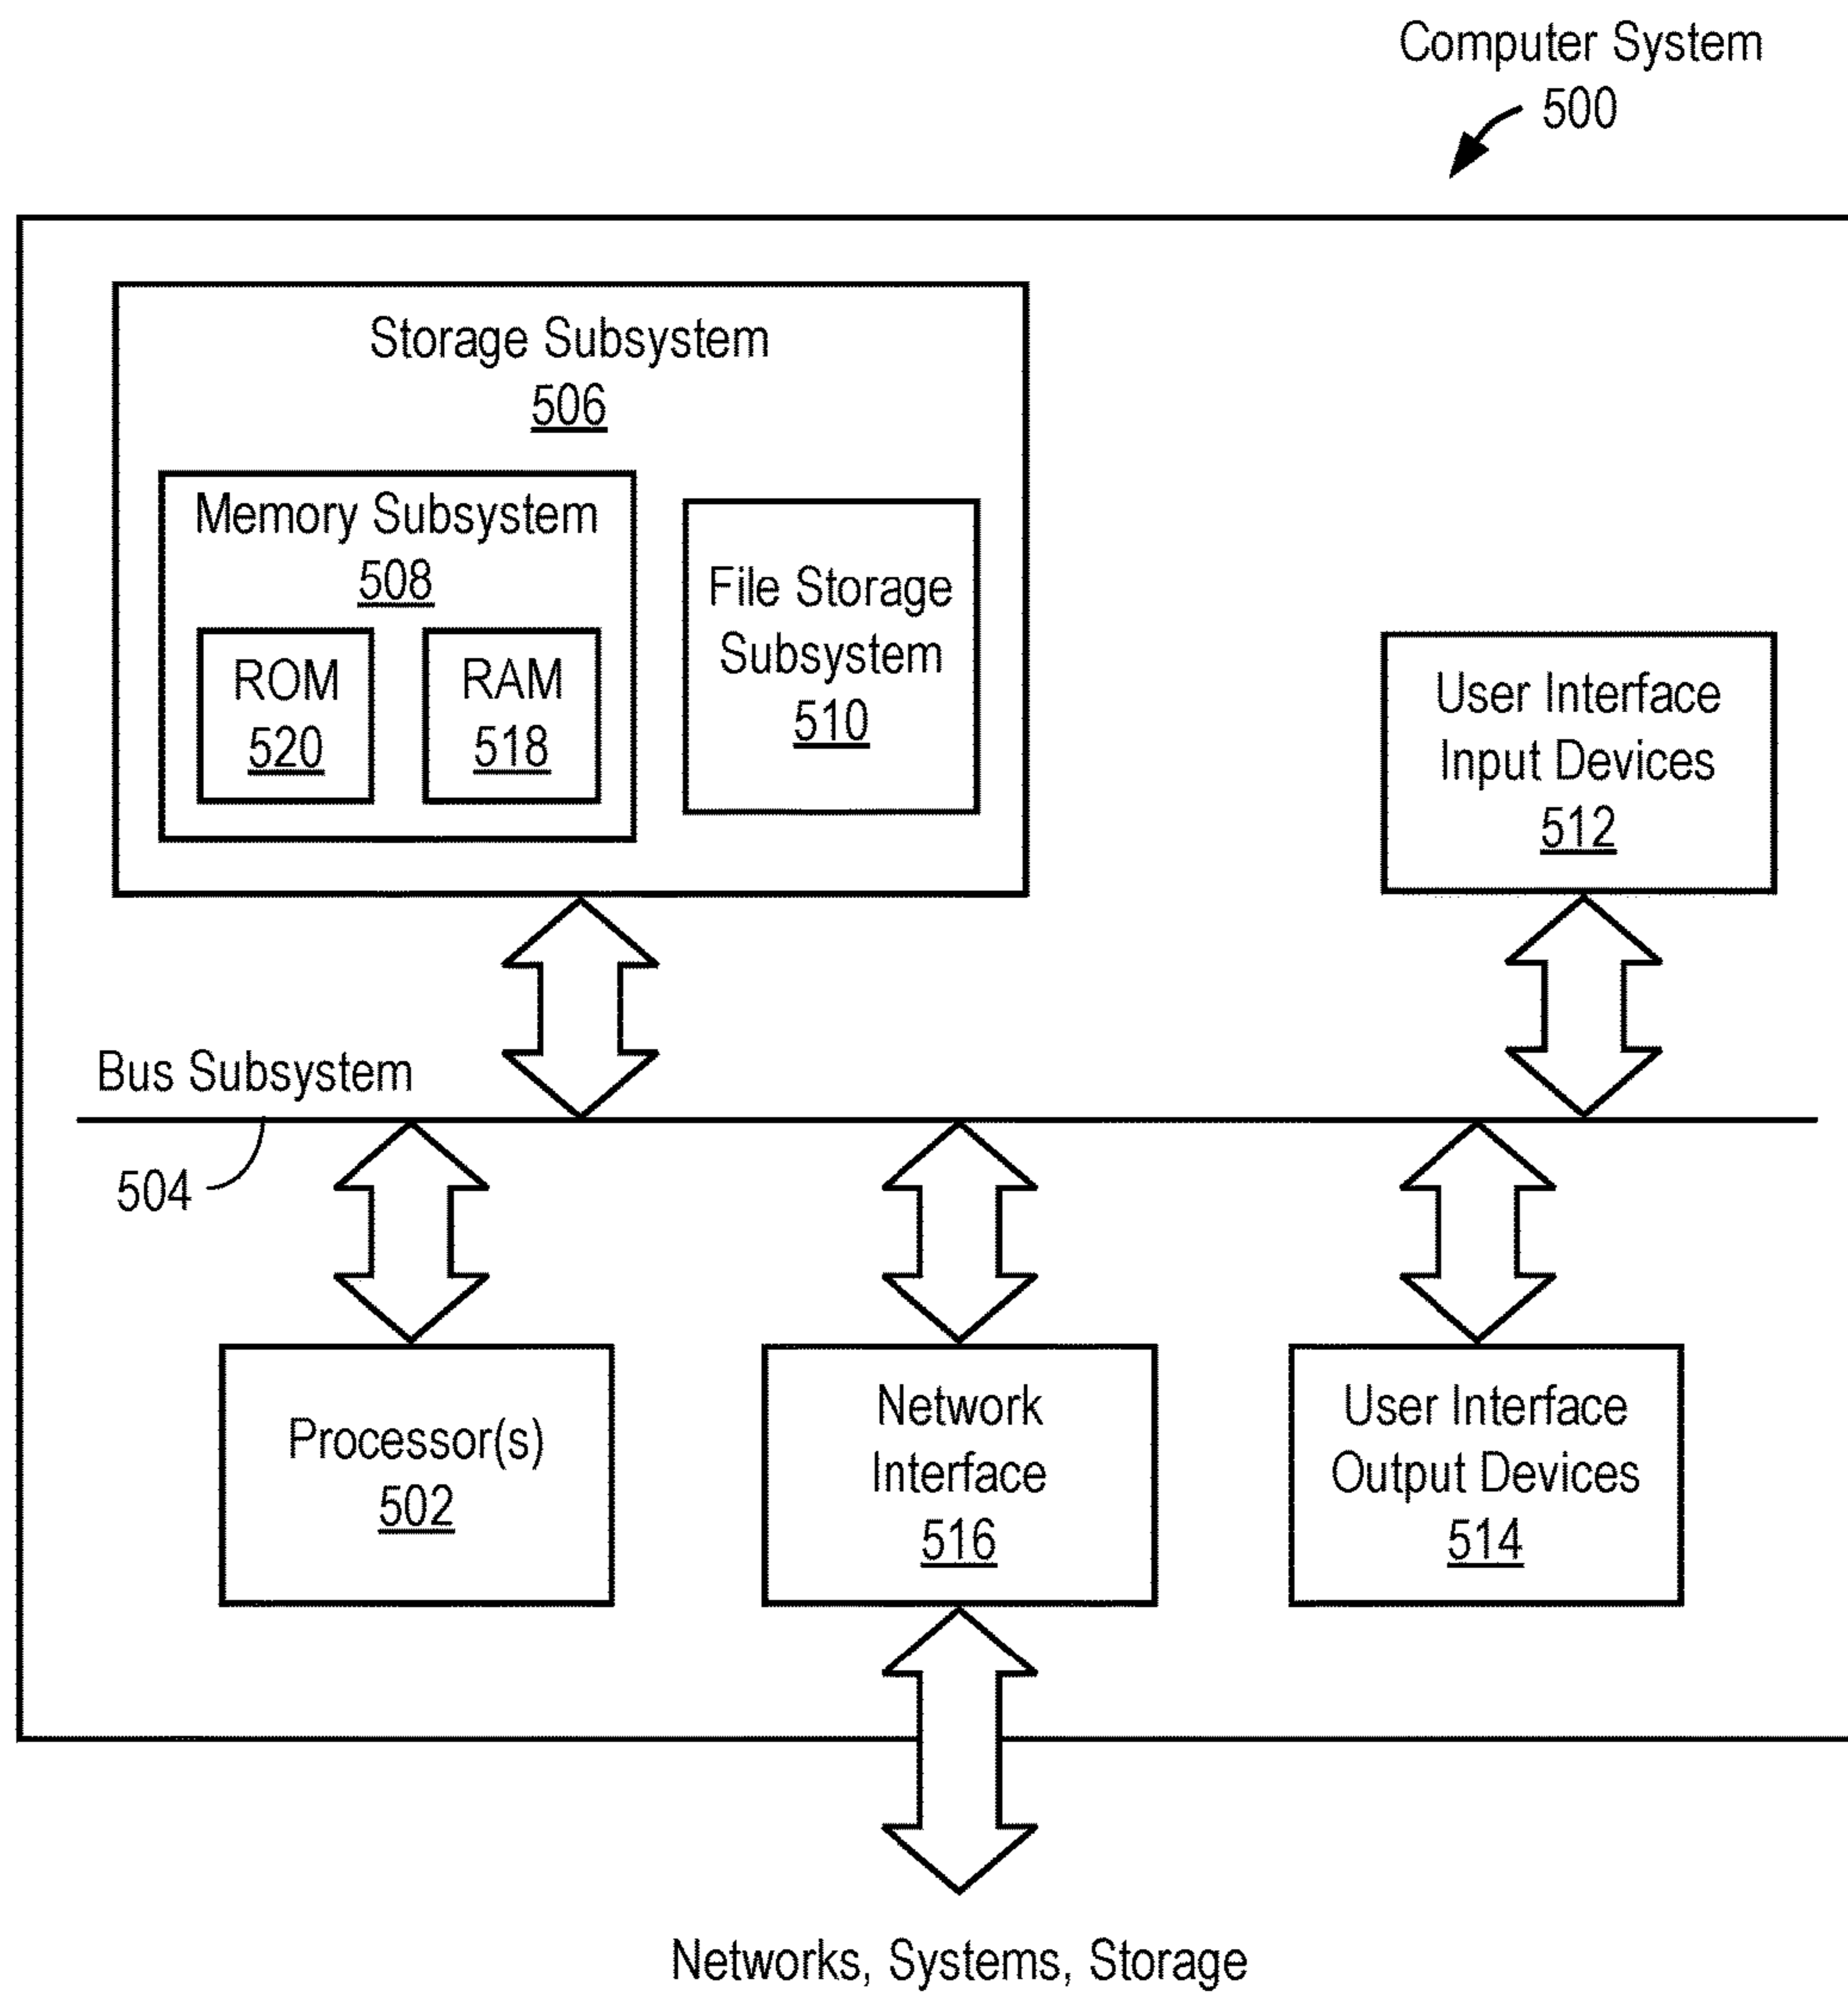 Computer System
500
Storage Subsystem
506
Memory Subsystem
508
ROM
520
RAM
518
File Storage
Subsystem
510
User Interface
Input Devices
512
Bus Subsystem
504
Processor(s)
502
Network
Interface
516
User Interface
Output Devices
514
Networks, Systems, Storage